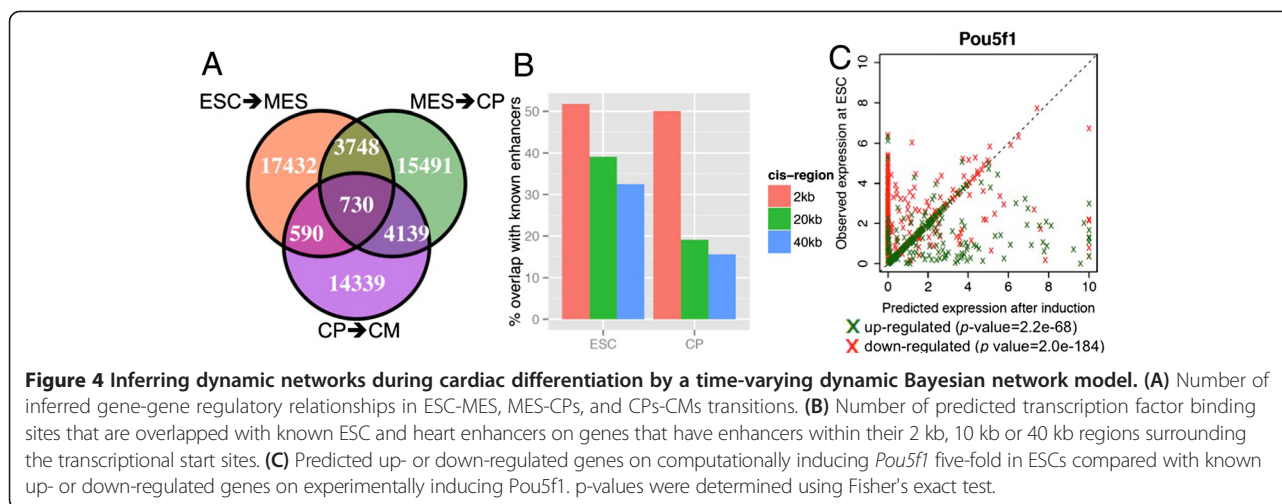 A
ESC➔MES
MES➔CP
17432
3748
15491
730
590
4139
14339
CP➔CM
B
% overlap with known enhancers
50
40
30
20
10
0
ESC
CP
cis-region
2kb
20kb
40kb
C
Pou5f1
Observed expression at ESC
10
8
6
4
2
0
0 2 4 6 8 10
Predicted expression after induction
X up-regulated (p-value=2.2e-68)
X down-regulated (p value=2.0e-184)
Figure 4 Inferring dynamic networks during cardiac differentiation by a time-varying dynamic Bayesian network model. (A) Number of
inferred gene-gene regulatory relationships in ESC-MES, MES-CPs, and CPs-CMs transitions. (B) Number of predicted transcription factor binding
sites that are overlapped with known ESC and heart enhancers on genes that have enhancers within their 2 kb, 10 kb or 40 kb regions surrounding
the transcriptional start sites. (C) Predicted up- or down-regulated genes on computationally inducing Pou5f1 five-fold in ESCs compared with known
up- or down-regulated genes on experimentally inducing Pou5f1. p-values were determined using Fisher's exact test.